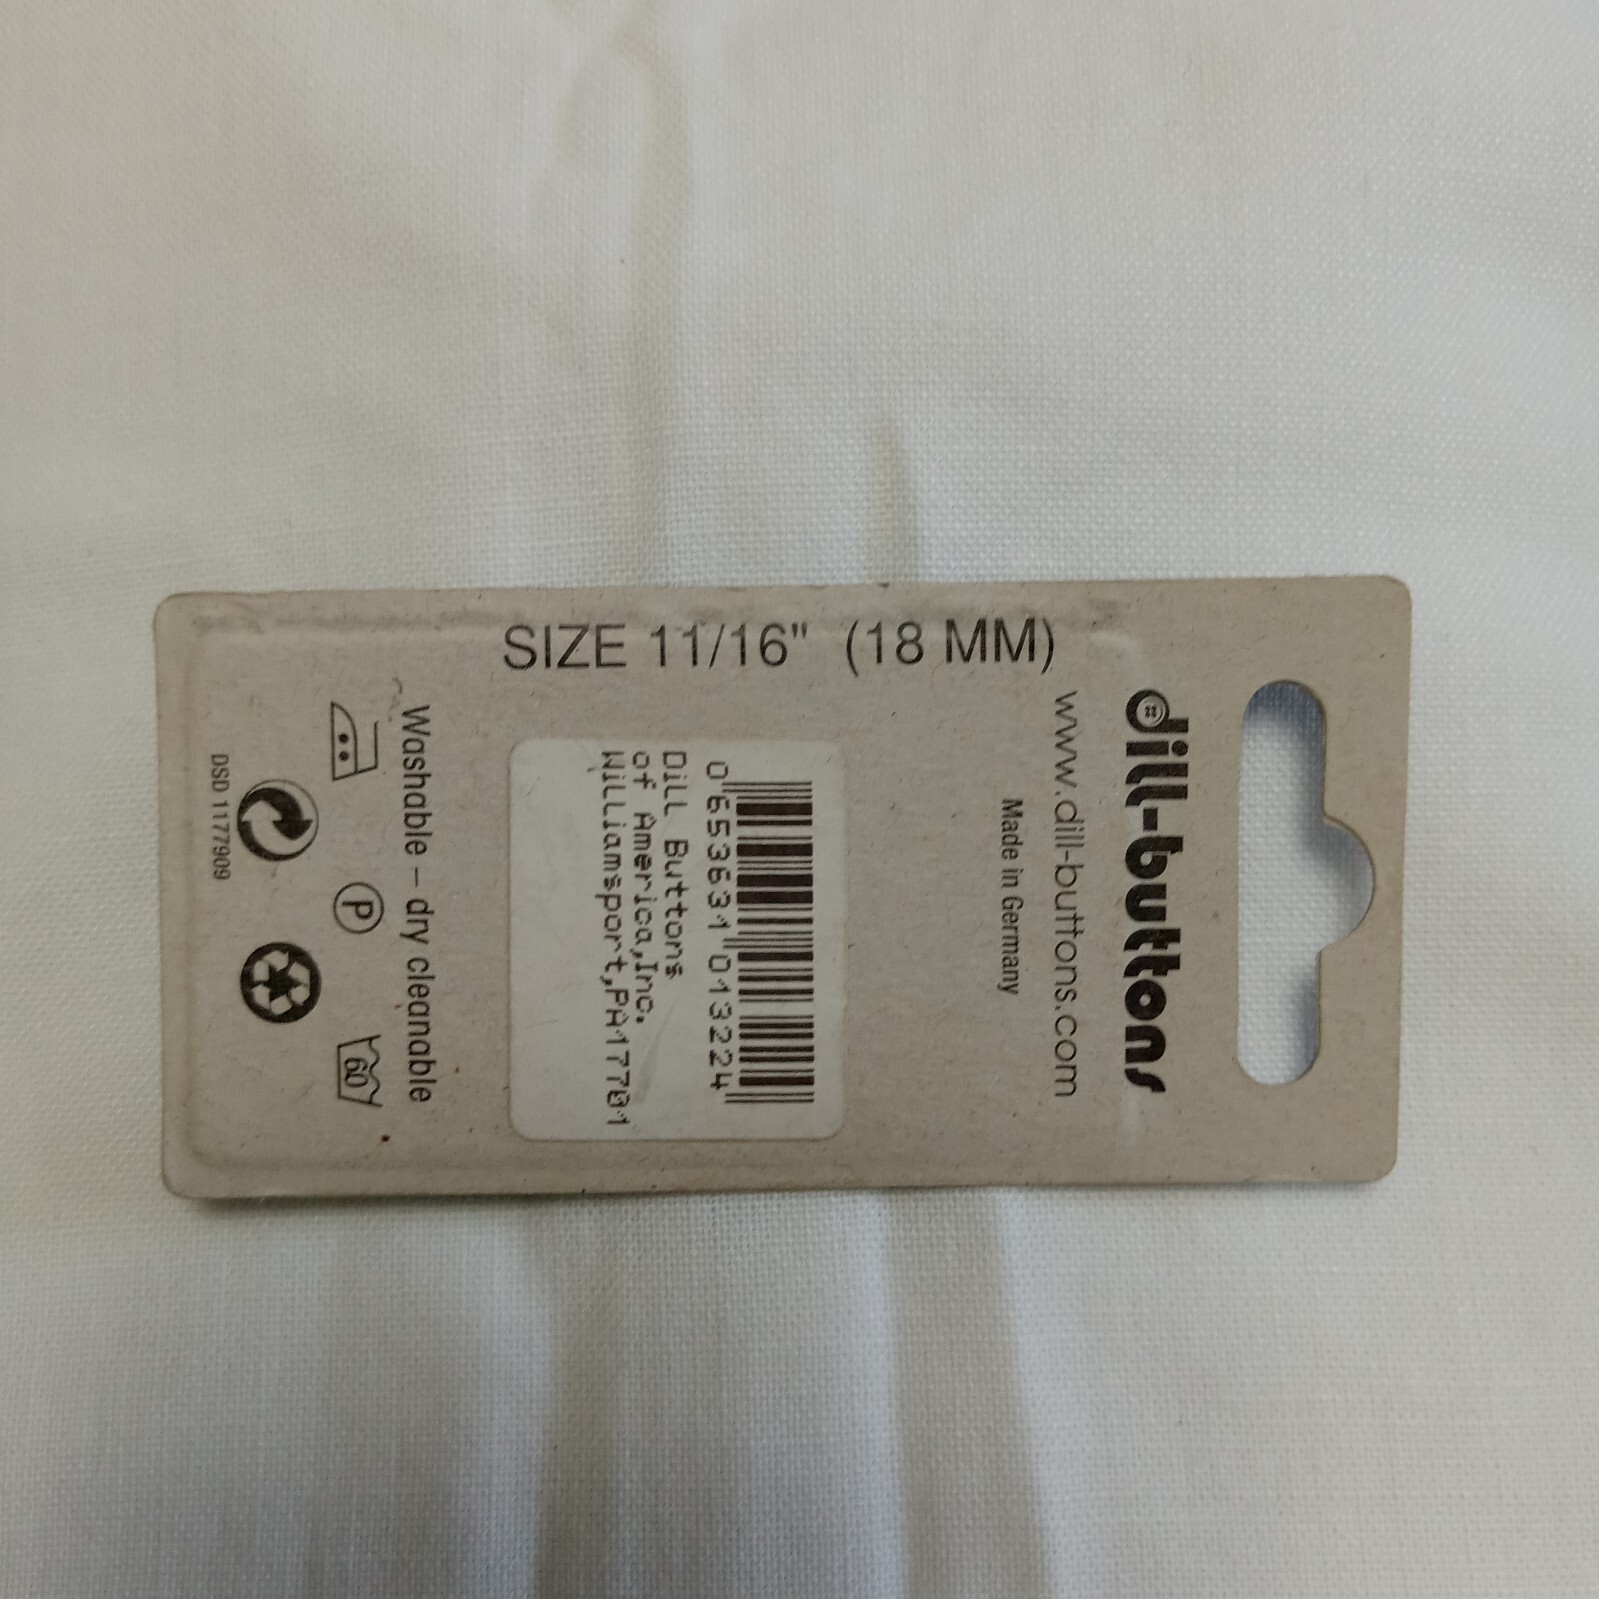 SIZE 11/16" (18 MM)
dill-buttons
www.dill-buttons.com
Made in Germany
0 653631 013224
Dill Buttons
of America,Inc.
Williamsport,PA17701
Washable – dry cleanable
P
60
DSD 1177909